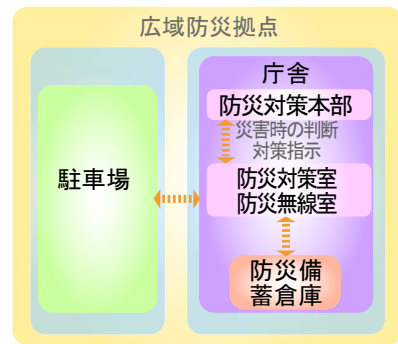 広域防災拠点
庁舎
防災対策本部
災害時の判断
対策指示
駐車場
防災対策室
防災無線室
防災備
蓄倉庫